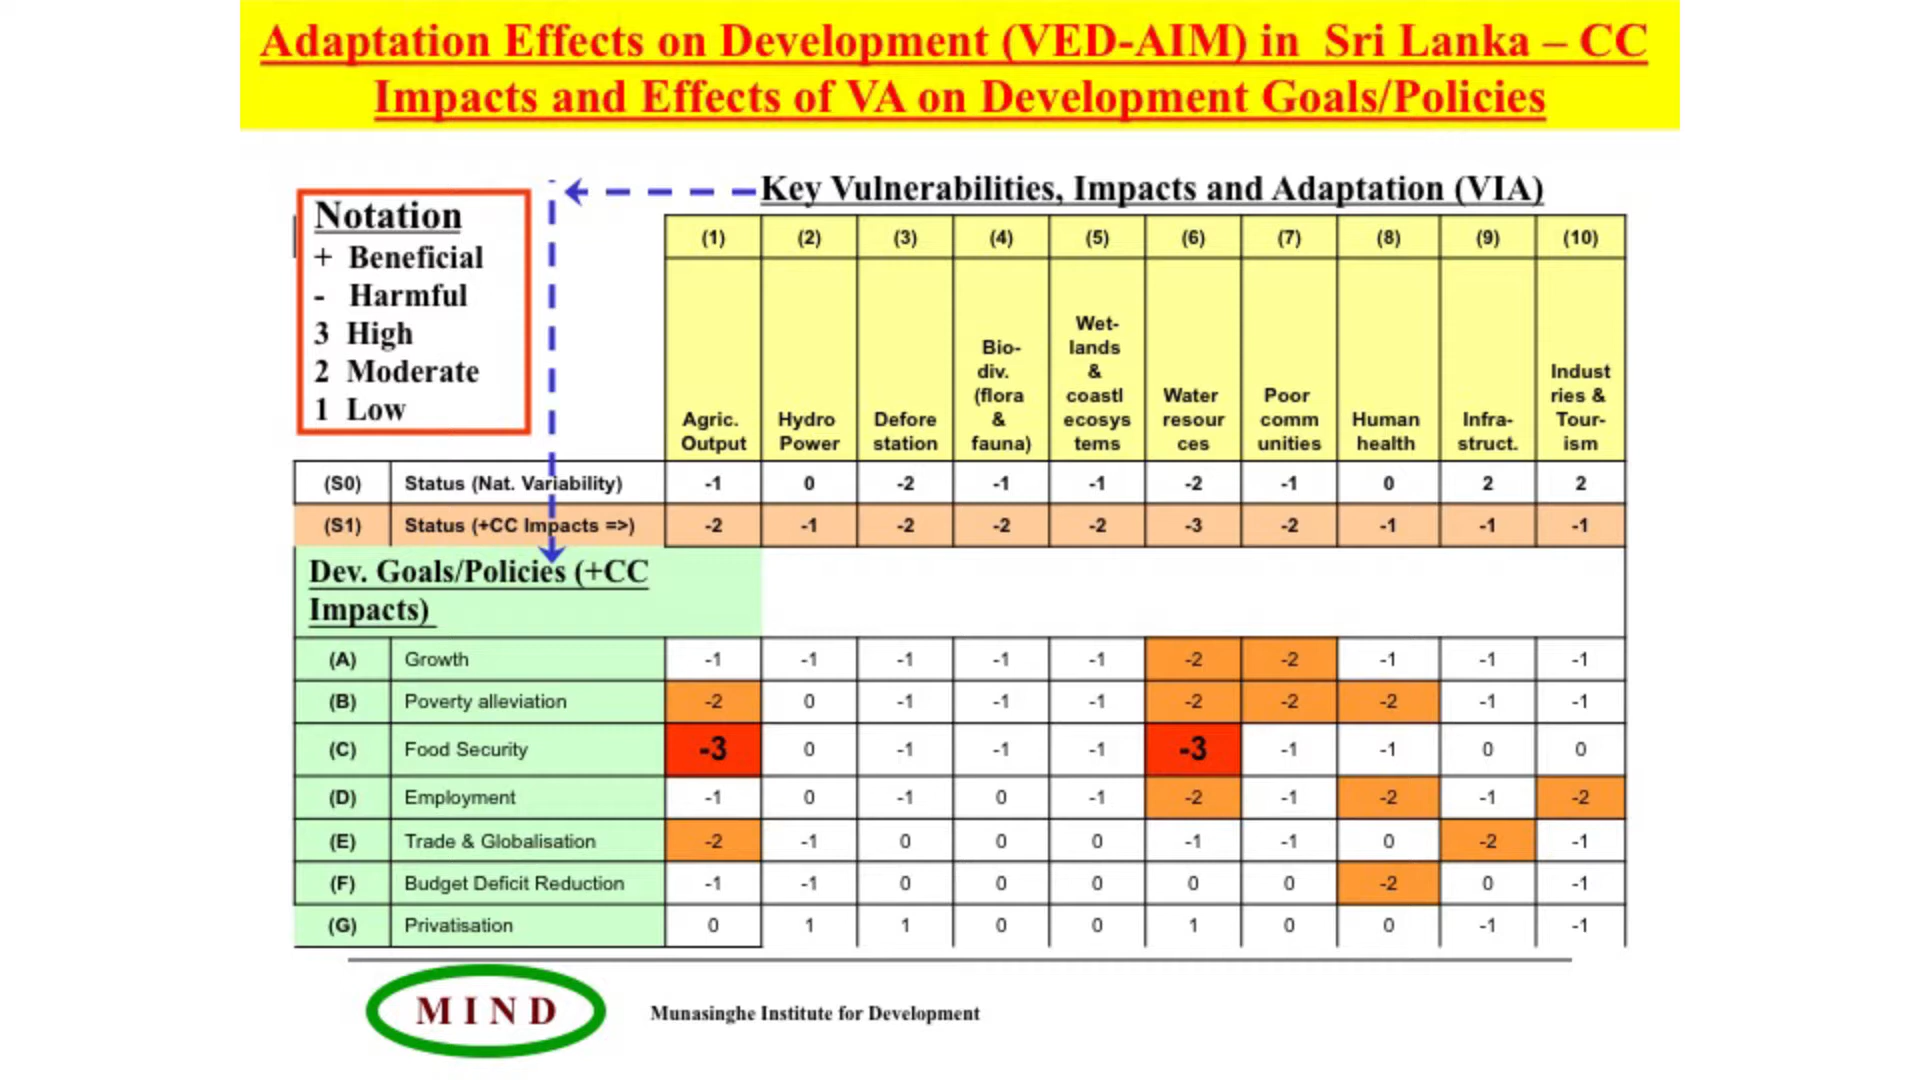 Adaptation Effects on Development (VED-AIM) in Sri Lanka – CC
Impacts and Effects of VA on Development Goals/Policies
Key Vulnerabilities, Impacts and Adaptation (VIA)
Notation
+ Beneficial
- Harmful
3 High
2 Moderate
1 Low
(1) (2) (3) (4) (5) (6) (7) (8) (9) (10)
Agric.
Output
Hydro
Power
Defore
station
Bio-
div.
(flora
&
fauna)
Wet-
lands
&
coastl
ecosys
tems
Water
resour
ces
Poor
comm
unities
Human
health
Infra-
struct.
Indust
ries &
Tour-
ism
(S0) Status (Nat. Variability) -1 0 -2 -1 -1 -2 -1 0 2 2
(S1) Status (+CC Impacts =>) -2 -1 -2 -2 -2 -3 -2 -1 -1 -1
Dev. Goals/Policies (+CC
Impacts)
(A) Growth -1 -1 -1 -1 -1 -2 -2 -1 -1 -1
(B) Poverty alleviation -2 0 -1 -1 -1 -2 -2 -2 -1 -1
(C) Food Security -3 0 -1 -1 -1 -3 -1 -1 0 0
(D) Employment -1 0 -1 0 -1 -2 -1 -2 -1 -2
(E) Trade & Globalisation -2 -1 0 0 0 -1 -1 0 -2 -1
(F) Budget Deficit Reduction -1 -1 0 0 0 0 0 -2 0 -1
(G) Privatisation 0 1 1 0 0 1 0 0 -1 -1
M I N D
Munasinghe Institute for Development